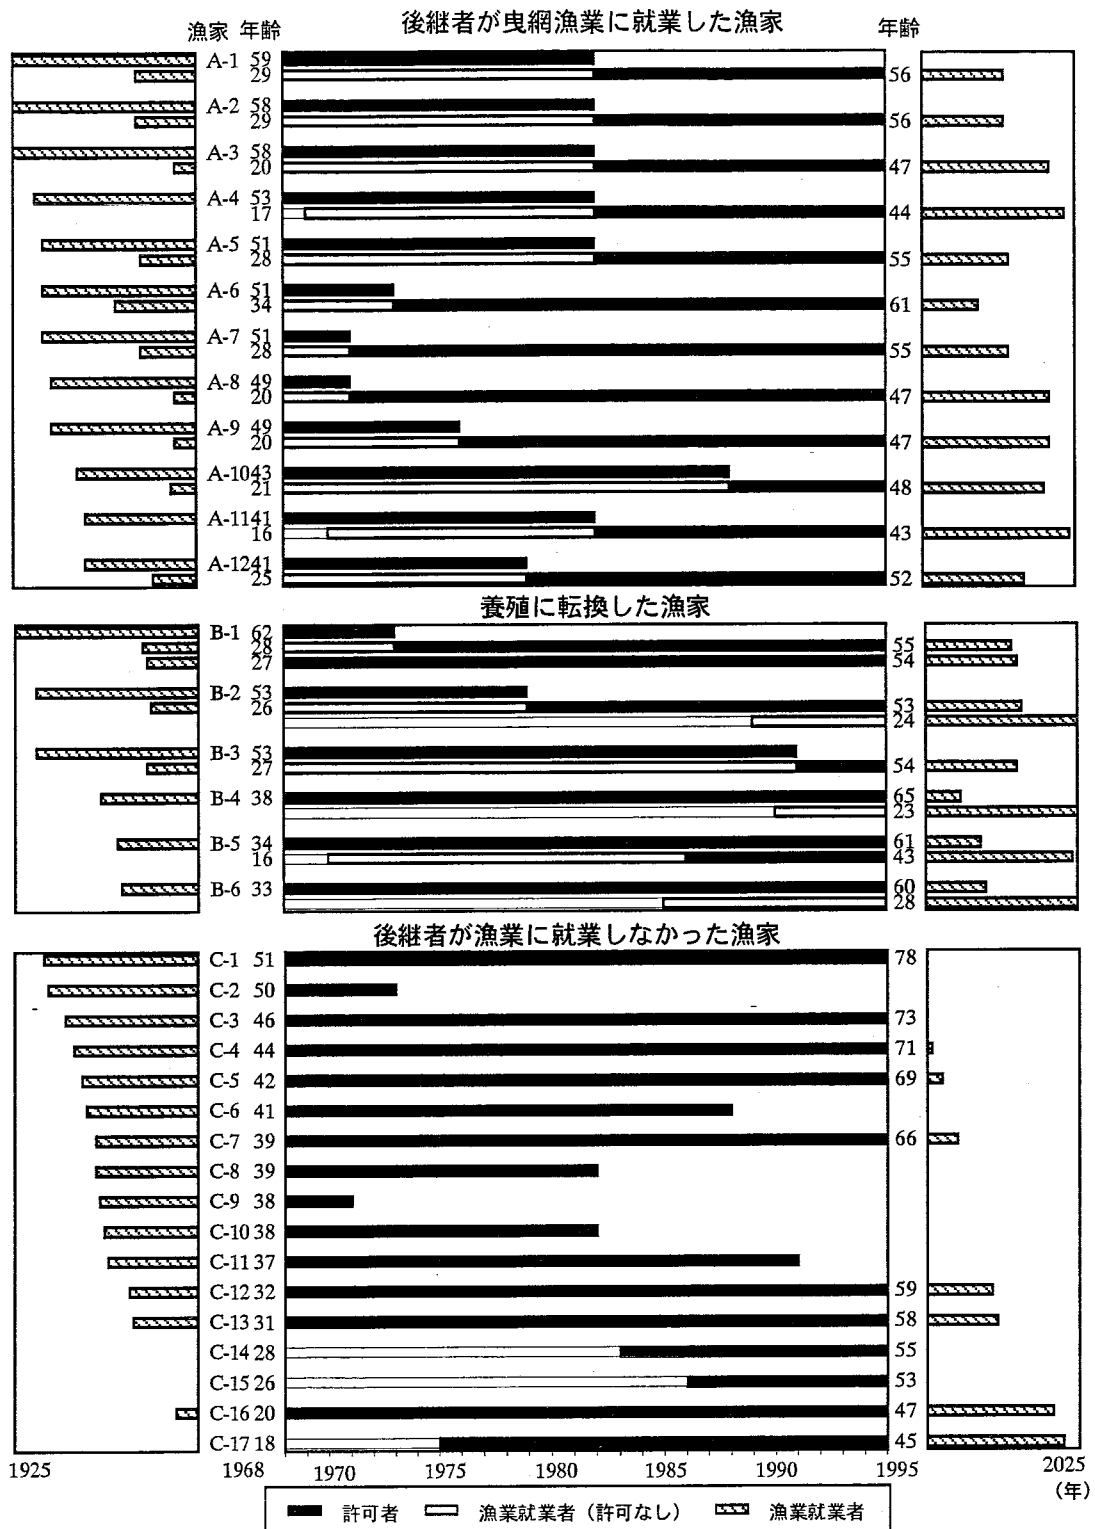 後継者が曳網漁業に就業した漁家
漁家 年齢 年齢
A-1 59
29 56
A-2 58
29 56
A-3 58
20 47
A-4 53
17 44
A-5 51
28 55
A-6 51
34 61
A-7 51
28 55
A-8 49
20 47
A-9 49
20 47
A-10 43
21 48
A-11 41
16 43
A-12 41
25 52
養殖に転換した漁家
B-1 62
28 55
27 54
B-2 53
26 53
24
B-3 53
27 54
B-4 38 65
23
B-5 34 61
16 43
B-6 33 60
28
後継者が漁業に就業しなかった漁家
C-1 51 78
C-2 50
C-3 46 73
C-4 44 71
C-5 42 69
C-6 41
C-7 39 66
C-8 39
C-9 38
C-10 38
C-11 37
C-12 32 59
C-13 31 58
C-14 28 55
C-15 26 53
C-16 20 47
C-17 18 45
1925 1968 1970 1975 1980 1985 1990 1995 2025
(年)
許可者 漁業就業者（許可なし） 漁業就業者